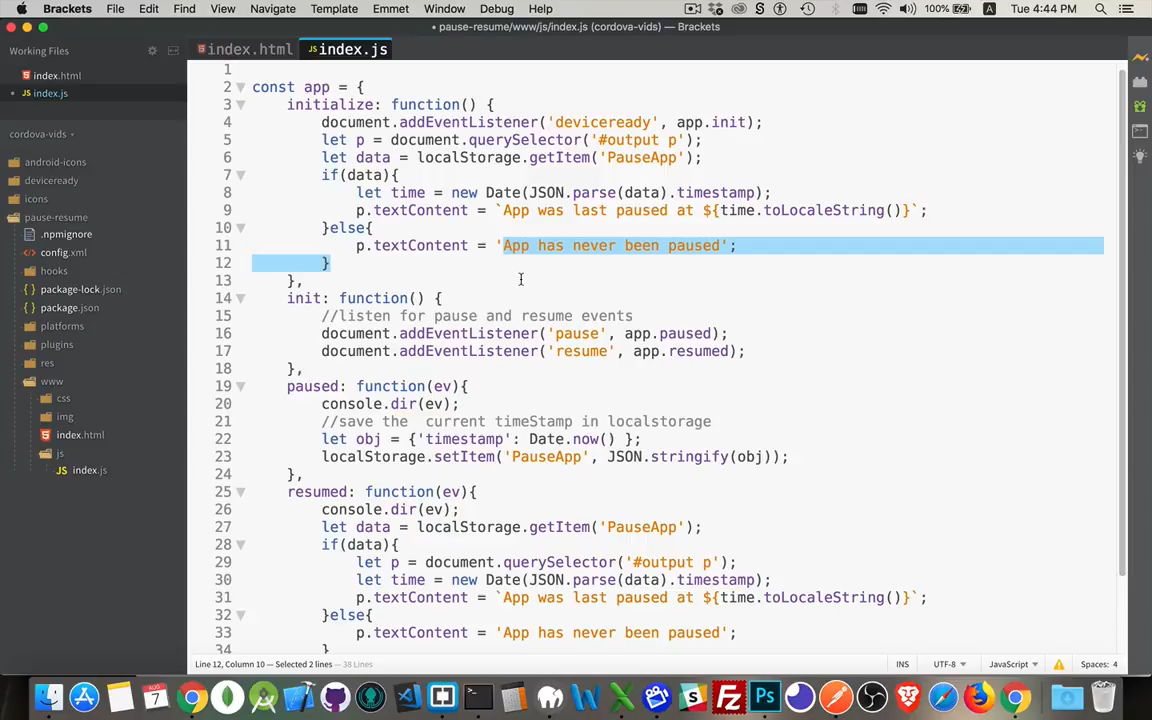 Brackets File Edit Find View Navigate Template Emmet Window Debug Help 100% A Tue 4:44 PM
• pause-resume/www/js/index.js (cordova-vids) — Brackets
Working Files
index.html
index.js
cordova-vids
android-icons
deviceready
icons
pause-resume
.npmignore
config.xml
hooks
package-lock.json
package.json
platforms
plugins
res
www
css
img
index.html
js
JS index.js
index.html JS index.js
1
2 const app = {
3 initialize: function() {
4 document.addEventListener('deviceready', app.init);
5 let p = document.querySelector('#output p');
6 let data = localStorage.getItem('PauseApp');
7 if(data){
8 let time = new Date(JSON.parse(data).timestamp);
9 p.textContent = `App was last paused at ${time.toLocaleString()}`;
10 }else{
11 p.textContent = 'App has never been paused';
12 }
13 },
14 init: function() {
15 //listen for pause and resume events
16 document.addEventListener('pause', app.paused);
17 document.addEventListener('resume', app.resumed);
18 },
19 paused: function(ev){
20 console.dir(ev);
21 //save the  current timeStamp in localstorage
22 let obj = {'timestamp': Date.now() };
23 localStorage.setItem('PauseApp', JSON.stringify(obj));
24 },
25 resumed: function(ev){
26 console.dir(ev);
27 let data = localStorage.getItem('PauseApp');
28 if(data){
29 let p = document.querySelector('#output p');
30 let time = new Date(JSON.parse(data).timestamp);
31 p.textContent = `App was last paused at ${time.toLocaleString()}`;
32 }else{
33 p.textContent = 'App has never been paused';
34 }
Line 12, Column 10 — Selected 2 lines — 38 Lines INS UTF-8 JavaScript Spaces: 4